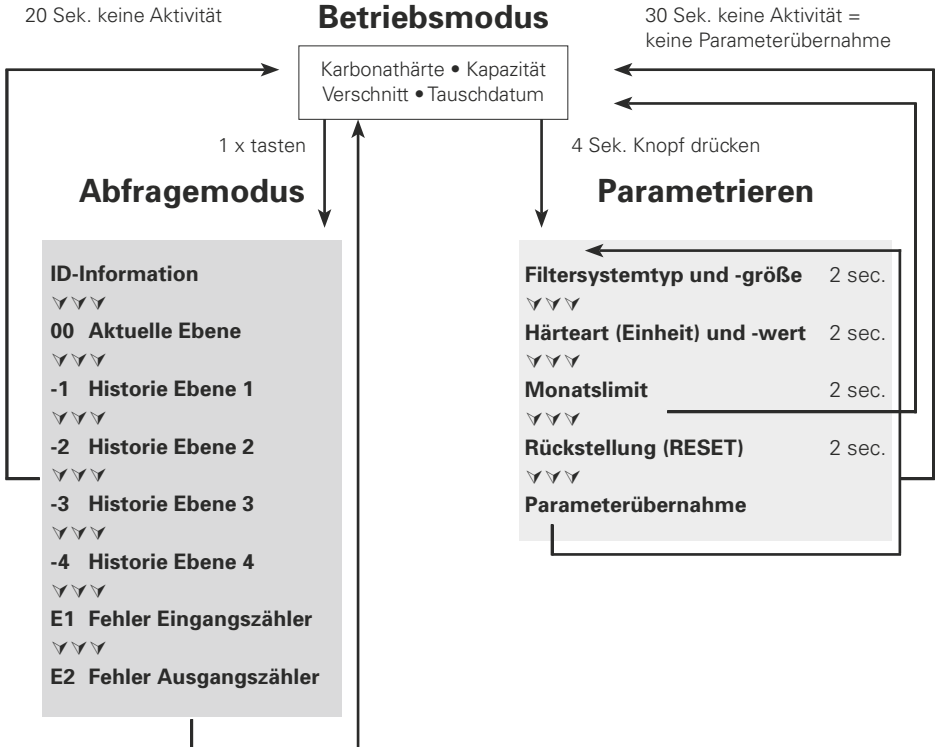 20 Sek. keine Aktivität
Betriebsmodus
30 Sek. keine Aktivität =
keine Parameterübernahme
Karbonathärte • Kapazität
Verschnitt • Tauschdatum
1 x tasten
4 Sek. Knopf drücken
Abfragemodus
Parametrieren
ID-Information
00 Aktuelle Ebene
-1 Historie Ebene 1
-2 Historie Ebene 2
-3 Historie Ebene 3
-4 Historie Ebene 4
E1 Fehler Eingangszähler
E2 Fehler Ausgangszähler
Filtersystemtyp und -größe 2 sec.
Härteart (Einheit) und -wert 2 sec.
Monatslimit 2 sec.
Rückstellung (RESET) 2 sec.
Parameterübernahme